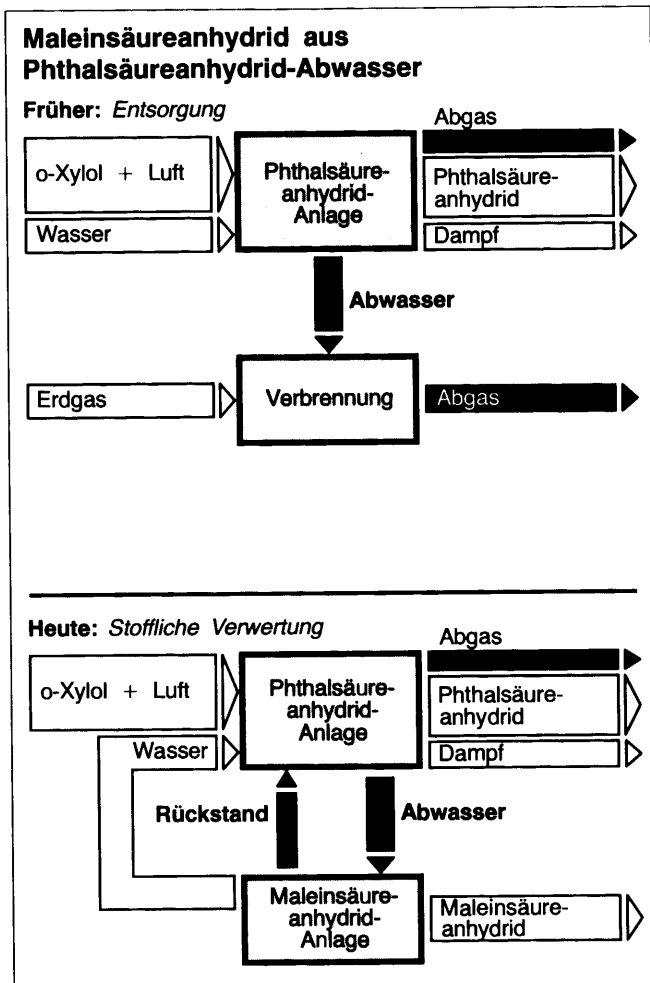 Maleinsäureanhydrid aus
Phthalsäureanhydrid-Abwasser
Früher: Entsorgung
Abgas
o-Xylol + Luft
Phthalsäure-
anhydrid-
Anlage
Phthalsäure-
anhydrid
Wasser
Dampf
Abwasser
Erdgas
Verbrennung
Abgas
Heute: Stoffliche Verwertung
Abgas
o-Xylol + Luft
Phthalsäure-
anhydrid-
Anlage
Phthalsäure-
anhydrid
Wasser
Dampf
Rückstand
Abwasser
Maleinsäure-
anhydrid-
Anlage
Maleinsäure-
anhydrid